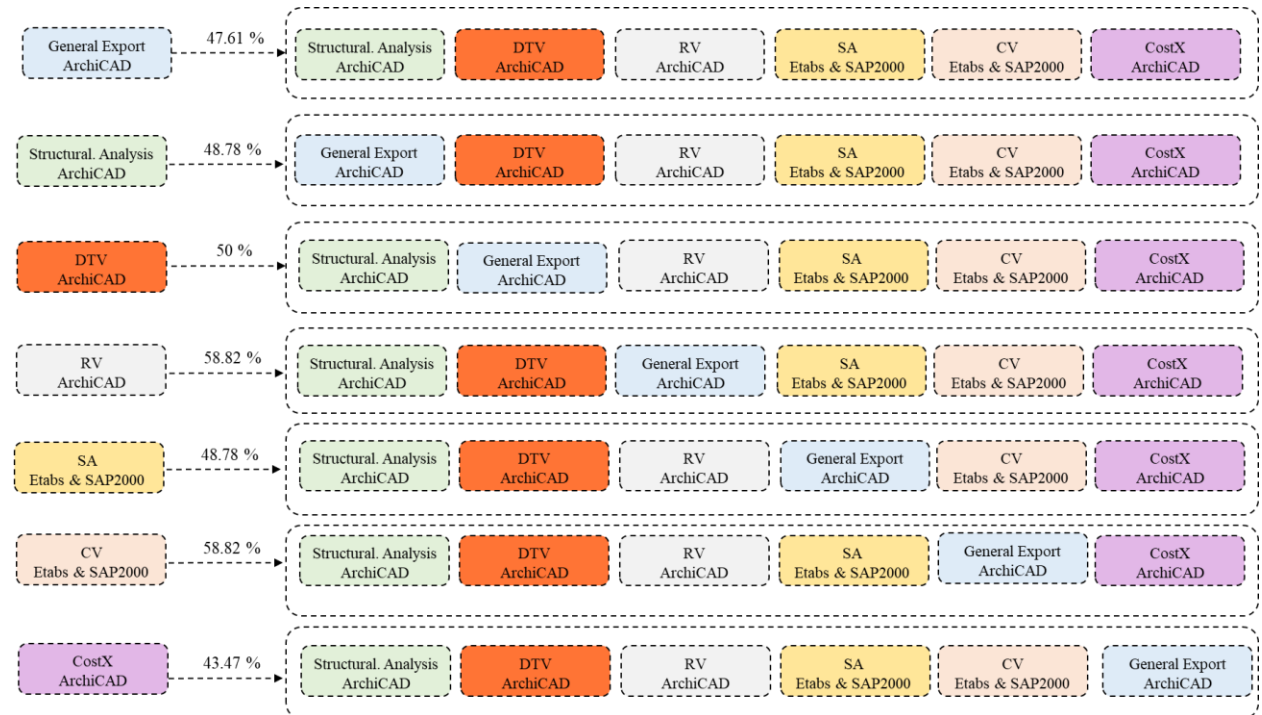 General Export
ArchiCAD
47.61 %
Structural. Analysis
ArchiCAD
DTV
ArchiCAD
RV
ArchiCAD
SA
Etabs & SAP2000
CV
Etabs & SAP2000
CostX
ArchiCAD
Structural. Analysis
ArchiCAD
48.78 %
General Export
ArchiCAD
DTV
ArchiCAD
RV
ArchiCAD
SA
Etabs & SAP2000
CV
Etabs & SAP2000
CostX
ArchiCAD
DTV
ArchiCAD
50 %
Structural. Analysis
ArchiCAD
General Export
ArchiCAD
RV
ArchiCAD
SA
Etabs & SAP2000
CV
Etabs & SAP2000
CostX
ArchiCAD
RV
ArchiCAD
58.82 %
Structural. Analysis
ArchiCAD
DTV
ArchiCAD
General Export
ArchiCAD
SA
Etabs & SAP2000
CV
Etabs & SAP2000
CostX
ArchiCAD
SA
Etabs & SAP2000
48.78 %
Structural. Analysis
ArchiCAD
DTV
ArchiCAD
RV
ArchiCAD
General Export
ArchiCAD
CV
Etabs & SAP2000
CostX
ArchiCAD
CV
Etabs & SAP2000
58.82 %
Structural. Analysis
ArchiCAD
DTV
ArchiCAD
RV
ArchiCAD
SA
Etabs & SAP2000
General Export
ArchiCAD
CostX
ArchiCAD
CostX
ArchiCAD
43.47 %
Structural. Analysis
ArchiCAD
DTV
ArchiCAD
RV
ArchiCAD
SA
Etabs & SAP2000
CV
Etabs & SAP2000
General Export
ArchiCAD